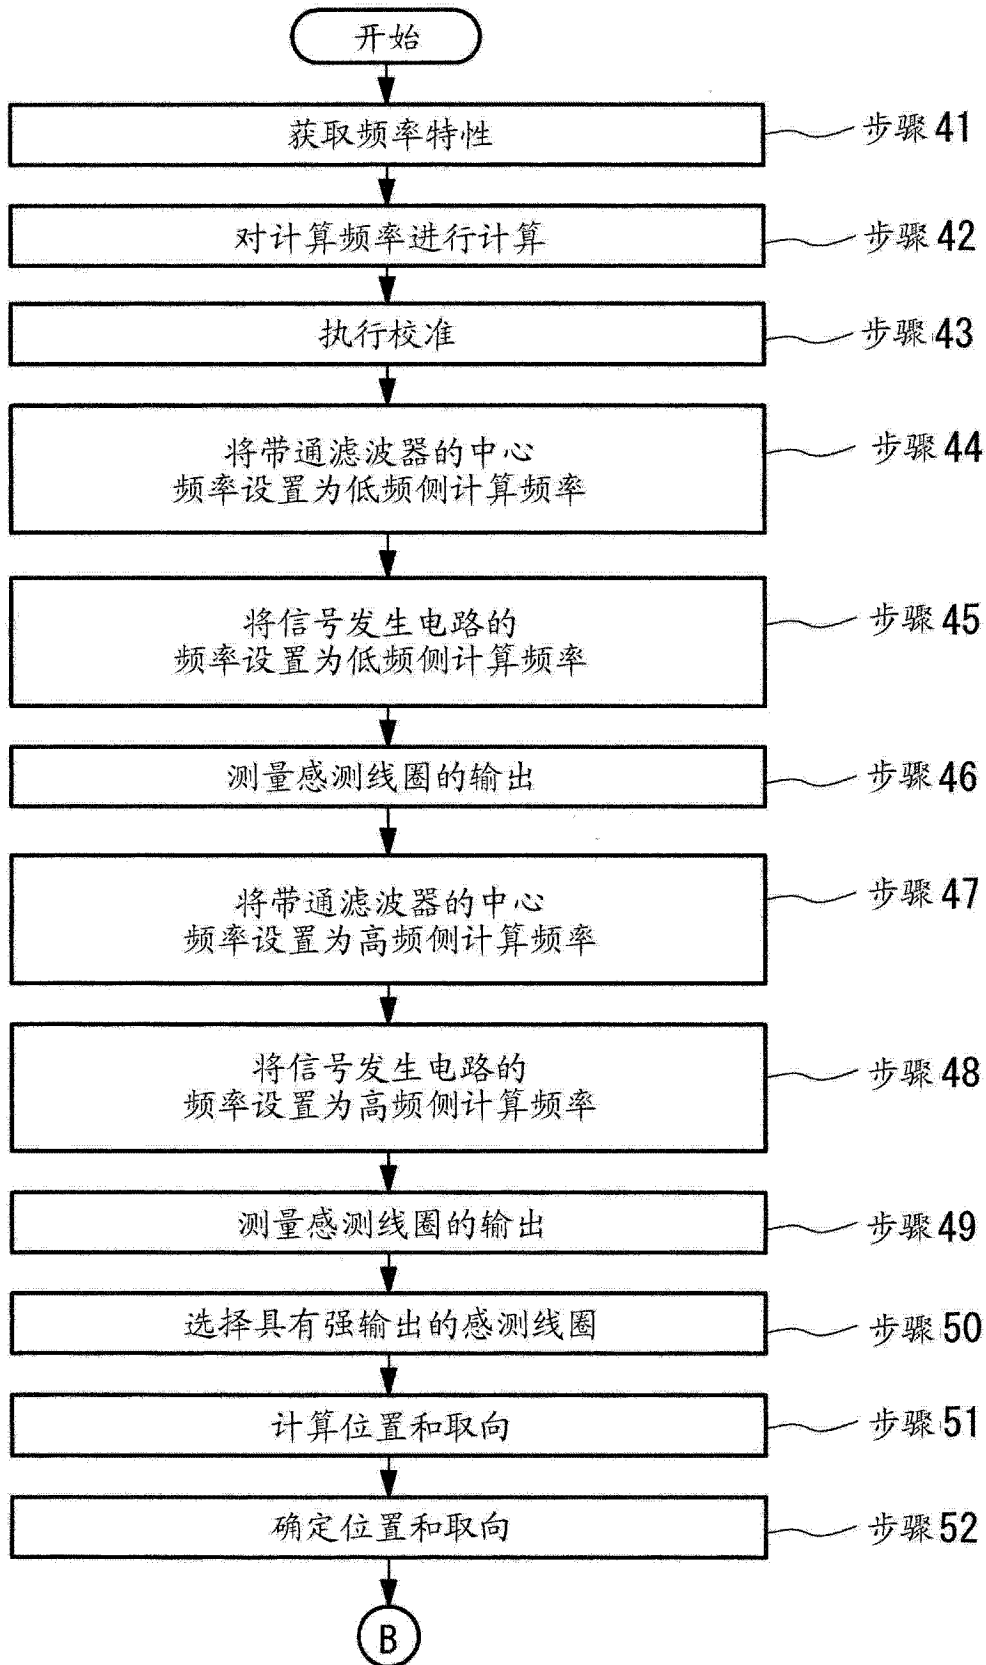 开始
获取频率特性
步骤41
对计算频率进行计算
步骤42
执行校准
步骤43
将带通滤波器的中心
频率设置为低频侧计算频率
步骤44
将信号发生电路的
频率设置为低频侧计算频率
步骤45
测量感测线圈的输出
步骤46
将带通滤波器的中心
频率设置为高频侧计算频率
步骤47
将信号发生电路的
频率设置为高频侧计算频率
步骤48
测量感测线圈的输出
步骤49
选择具有强输出的感测线圈
步骤50
计算位置和取向
步骤51
确定位置和取向
步骤52
B